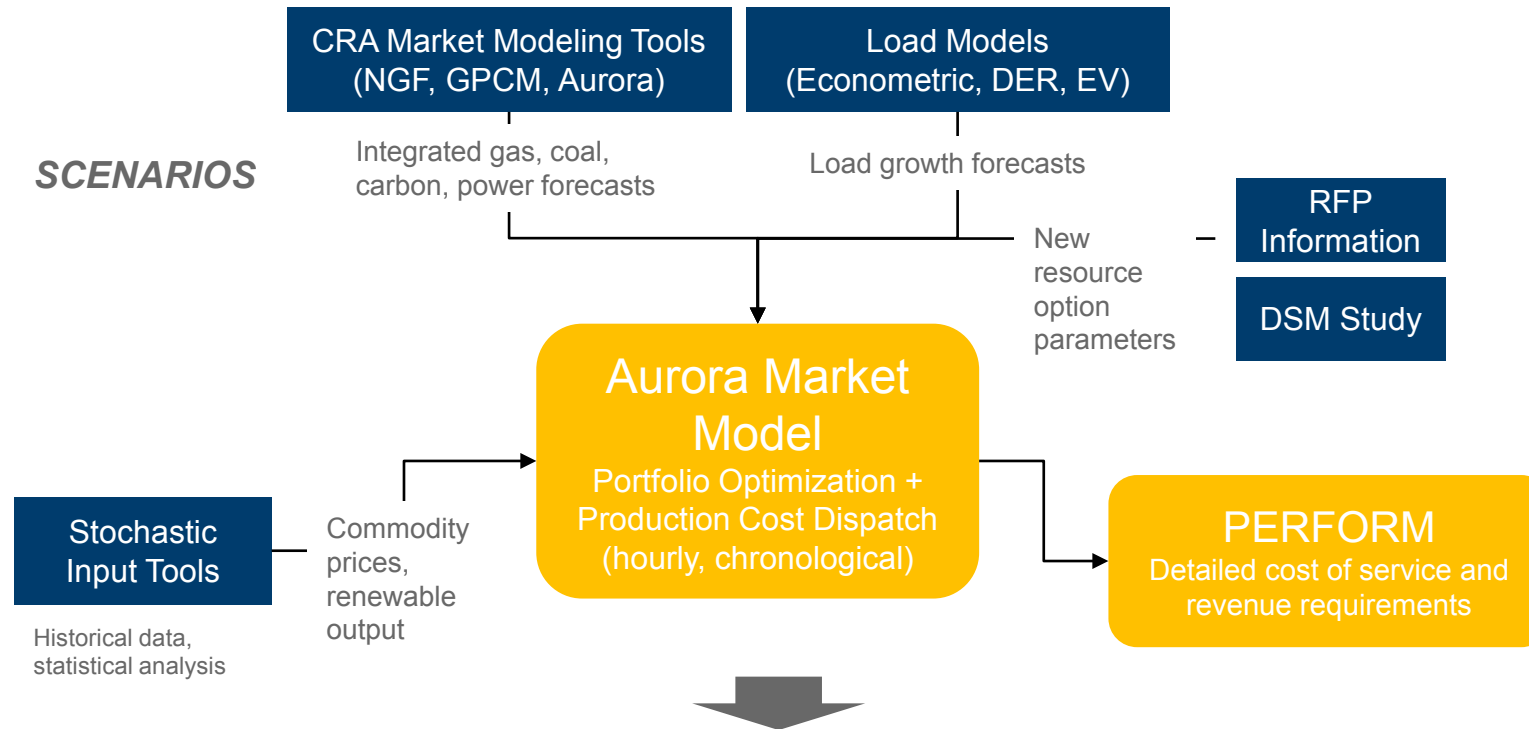 CRA Market Modeling Tools
(NGF, GPCM, Aurora)
Load Models
(Econometric, DER, EV)
SCENARIOS
Integrated gas, coal,
carbon, power forecasts
Load growth forecasts
RFP
Information
New
resource
option
parameters
DSM Study
Aurora Market
Model
Portfolio Optimization +
Production Cost Dispatch
(hourly, chronological)
Stochastic
Input Tools
Commodity
prices,
renewable
output
Historical data,
statistical analysis
PERFORM
Detailed cost of service and
revenue requirements